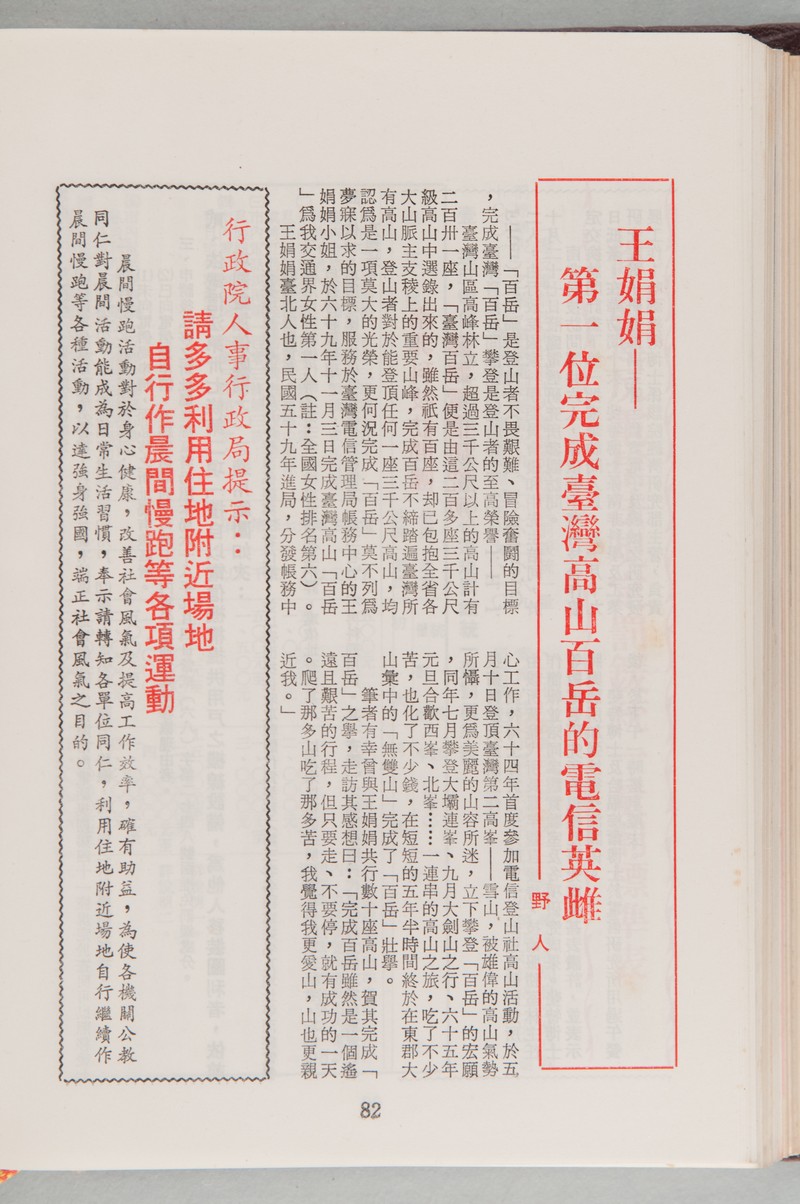 王娟娟——
第一位完成臺灣高山百岳的電信英雌
野人
——「百岳」是登山者不畏艱難、冒險奮鬪的目標
，完成臺灣「百岳」攀登是登山者的至高榮譽——
臺灣山區高峰林立，超過三千公尺以上的高山計有
二百卅一座，「臺灣百岳」便是由這二百多座三千公尺
級高山中選錄出來的，雖然祇有百座，却已包抱全省各
大山脈主支稜上的重要山峰，完成百岳不締踏遍臺灣所
有高山，登山者對於能登頂任何一座三千公尺高山，均
認爲是一項莫大的光榮，更何況完成「百岳」莫不列爲
夢寐以求的目標，服務於臺灣電信管理局帳務中心的王
娟娟小姐，於六十九年十一月三日完成臺灣高山「百岳
」爲我交通界女性第一人（註：全國女性排名第六）。
王娟娟臺北人也，民國五十九年進局，分發帳務中
心工作，六十四年首度參加電信登山社高山活動，於五
月十日登頂臺灣第二高峯——雪山，被雄偉的高山氣勢
所懾，更爲美麗的山容所迷，立下攀登「百岳」的宏願
，同年七月攀登大壩連峯、九月大劍山之行、六十五年
元旦合歡西峯、北峯……一連串的高山之旅，吃了不少
苦，也化了不少錢，在短短的五年半時間終於在東郡大
山彙中的「無雙山」完成了「百岳」壯擧。
筆者有幸曾與王娟娟共行數十座高山，賀其完成「
百岳」之擧，走訪其感想曰：「完成百岳雖然是一個遙
遠且艱苦的行程，但只要走、不要停，就有成功的一天
。爬了那多山吃了那多苦，我覺得我更愛山，山也更親
近我。」
行政院人事行政局提示：
請多多利用住地附近場地
自行作晨間慢跑等各項運動
晨間慢跑活動對於身心健康，改善社會風氣及提高工作效率，確有助益，為使各機關公教
同仁對晨間活動能成為日常生活習慣，奉示請轉知各單位同仁，利用住地附近場地自行繼續作
晨間慢跑等各種活動，以達強身強國，端正社會風氣之目的。
82